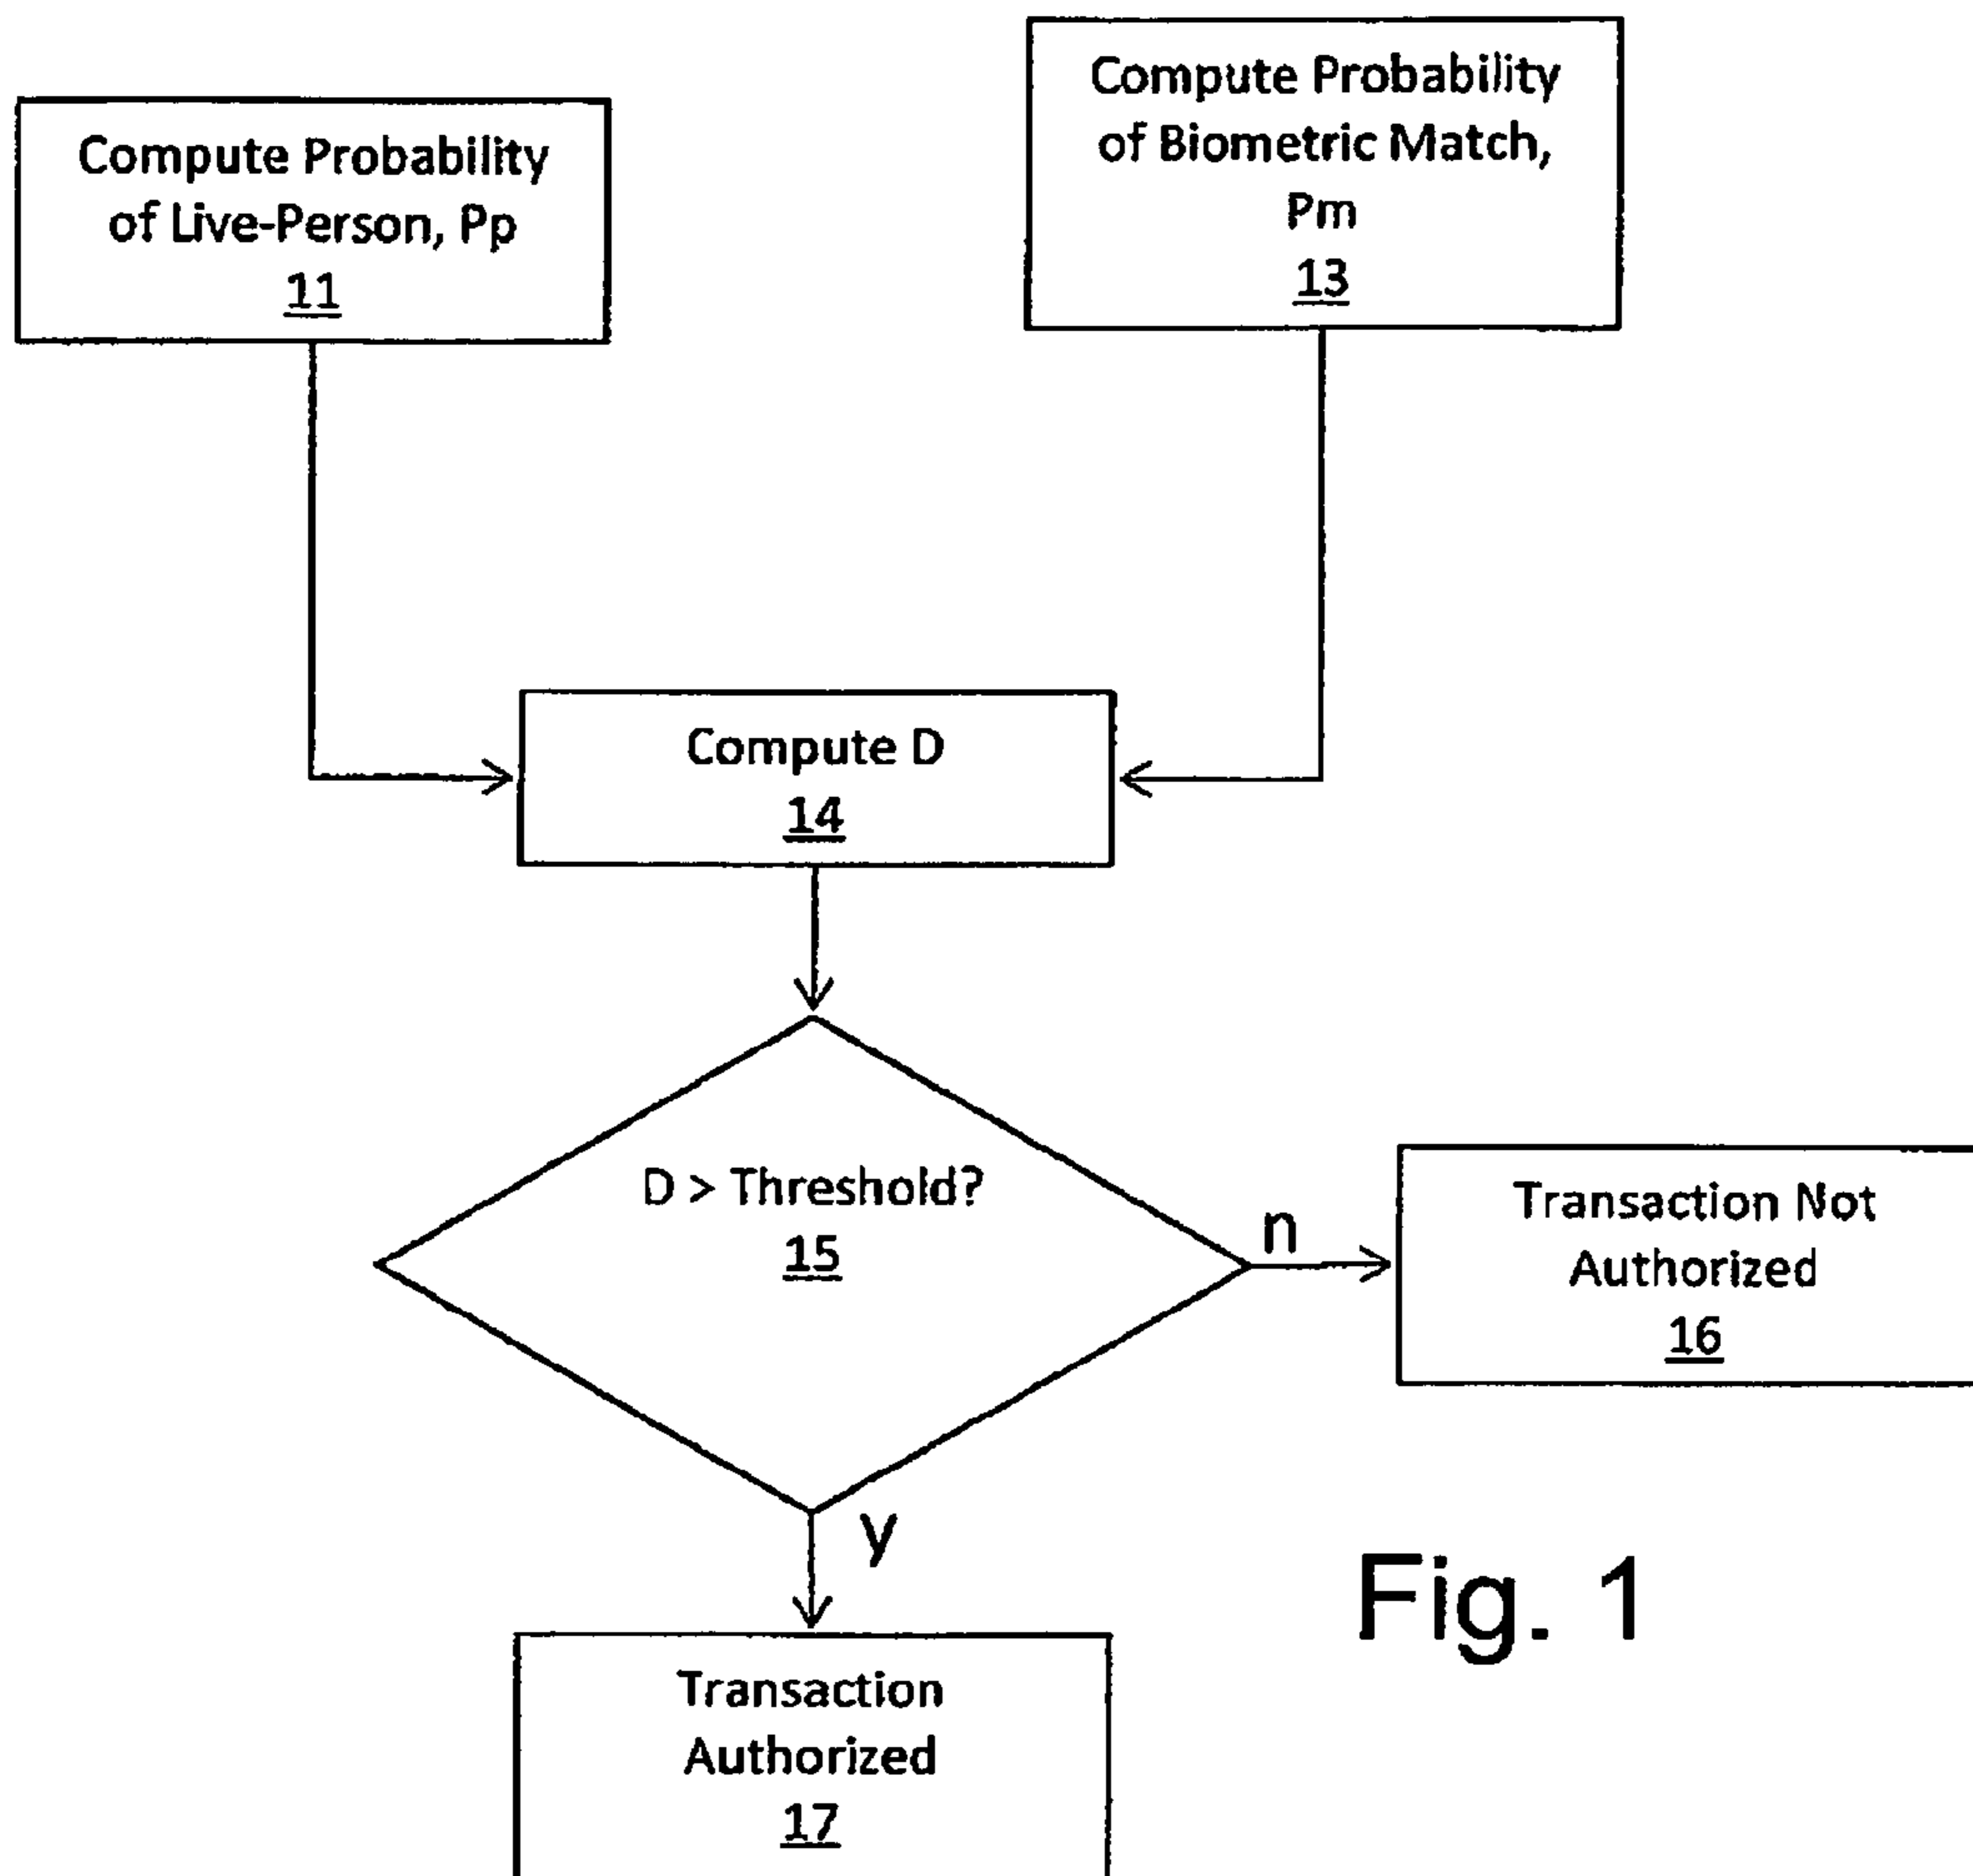 Compute Probability
of Live-Person, Pp
11
Compute Probability
of Biometric Match,
Pm
13
Compute D
14
D > Threshold?
15
n
Transaction Not
Authorized
16
y
Transaction
Authorized
17
Fig. 1